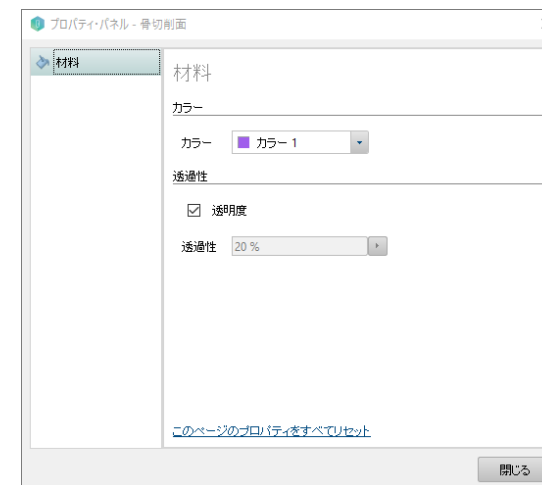 プロパティ・パネル - 骨切削面
材料
材料
カラー
カラー カラー 1
透過性
透明度
透過性 20 %
このページのプロパティをすべてリセット
閉じる